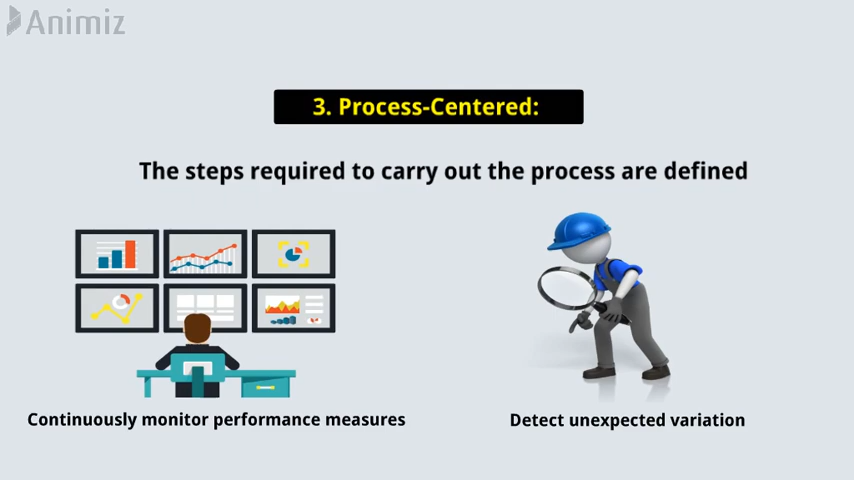 Animiz
3. Process-Centered:
The steps required to carry out the process are defined
Continuously monitor performance measures
Detect unexpected variation